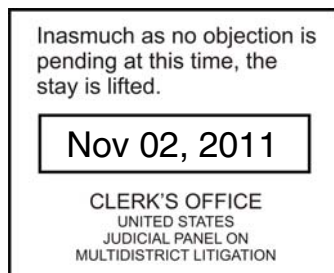 Inasmuch as no objection is
pending at this time, the
stay is lifted.
Nov 02, 2011
CLERK'S OFFICE
UNITED STATES
JUDICIAL PANEL ON
MULTIDISTRICT LITIGATION